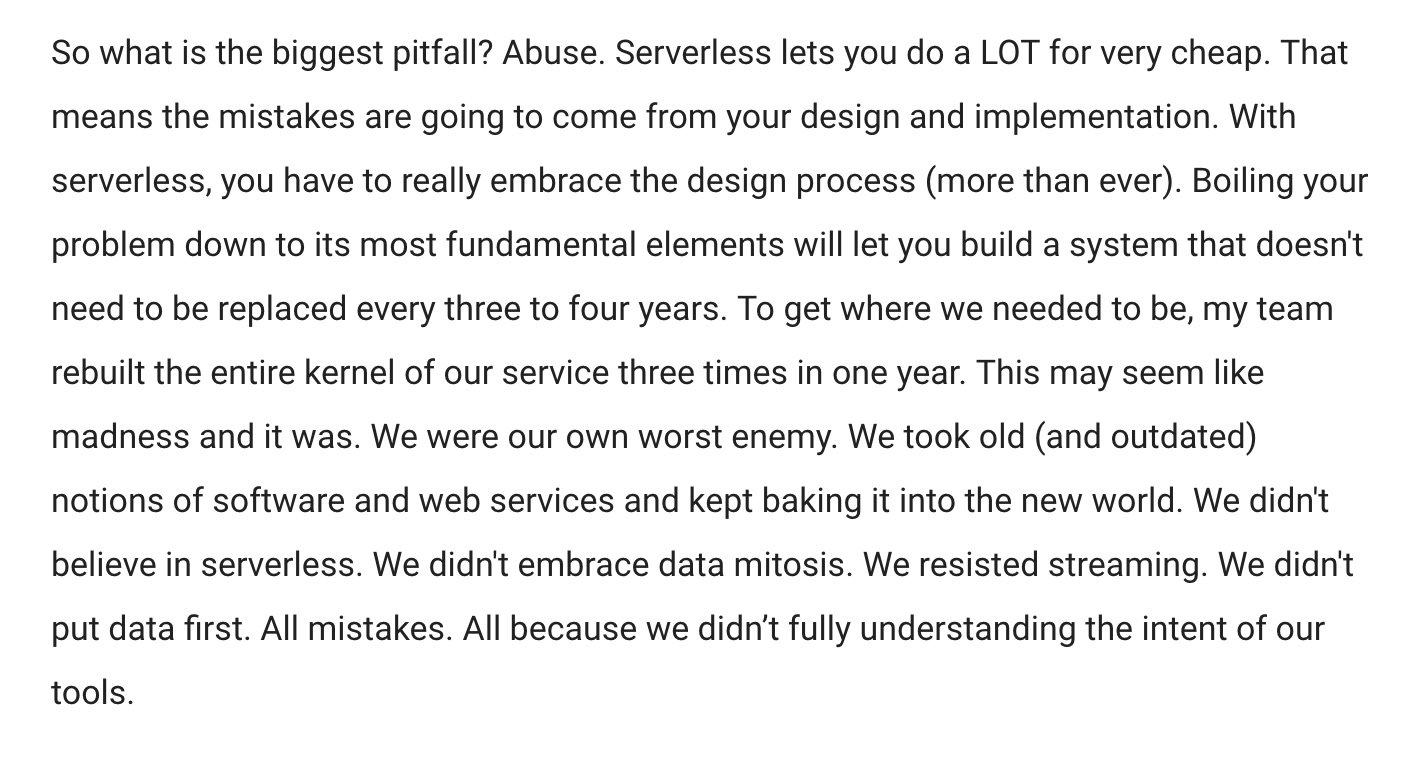 So what is the biggest pitfall? Abuse. Serverless lets you do a LOT for very cheap. That
means the mistakes are going to come from your design and implementation. With
serverless, you have to really embrace the design process (more than ever). Boiling your
problem down to its most fundamental elements will let you build a system that doesn't
need to be replaced every three to four years. To get where we needed to be, my team
rebuilt the entire kernel of our service three times in one year. This may seem like
madness and it was. We were our own worst enemy. We took old (and outdated)
notions of software and web services and kept baking it into the new world. We didn't
believe in serverless. We didn't embrace data mitosis. We resisted streaming. We didn't
put data first. All mistakes. All because we didn’t fully understanding the intent of our
tools.